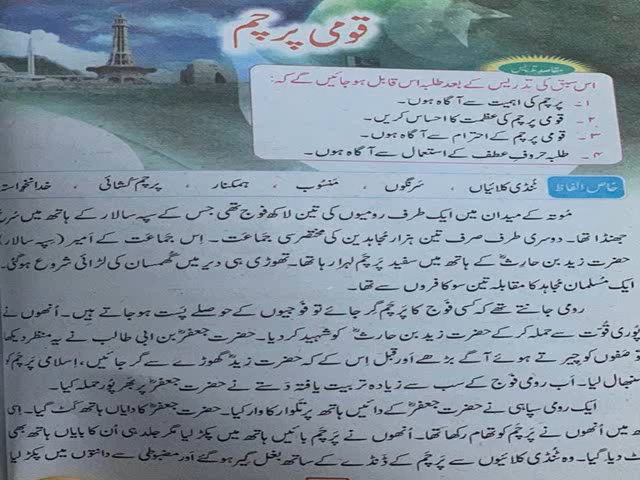 قومی پرچم
مقاصدِ تدریس
اس سبق کی تدریس کے بعد طلبہ اس قابل ہو جائیں گے کہ:
۱۔ پرچم کی اہمیت سے آگاہ ہوں۔
۲۔ قومی پرچم کی عظمت کا احساس کریں۔
۳۔ قومی پرچم کے احترام سے آگاہ ہوں۔
۴۔ طلبہ حروفِ عطف کے استعمال سے آگاہ ہوں۔
خاص الفاظ ٹنڈی کلائیاں ، سرنگوں ، منسوب ، ہمکنار ، پرچم کشائی ، خدانخواستہ
مُوتہ کے میدان میں ایک طرف رومیوں کی تین لاکھ فوج تھی جس کے سپہ سالار کے ہاتھ میں سُرخ
جھنڈا تھا۔ دوسری طرف صرف تین ہزار مجاہدین کی مختصر سی جماعت۔ اِس جماعت کے امیر (سپہ سالار)
حضرت زید بن حارثؓ کے ہاتھ میں سفید پرچم لہرا رہا تھا۔ تھوڑی ہی دیر میں گھمسان کی لڑائی شروع ہوگئی۔
ایک مُسلمان مجاہد کا مقابلہ تین سو کافروں سے تھا۔
رومی جانتے تھے کہ کسی فوج کا پرچم گر جائے تو فوجیوں کے حوصلے پست ہو جاتے ہیں۔ اُنھوں نے
پوری قُوّت سے حملہ کر کے حضرت زید بن حارثؓ کو شہید کر دیا۔ حضرت جعفرؓ بن ابی طالب نے یہ منظر دیکھا
تو صفوں کو چیرتے ہوئے آگے بڑھے اور قبل اِس کے کہ حضرت زیدؓ گھوڑے سے گر جائیں، اسلامی پرچم کو
سنبھال لیا۔ اَب رومی فوج کے سب سے زیادہ تربیت یافتہ دَستے نے حضرت جعفرؓ پر بھرپور حملہ کیا۔
ایک رومی سپاہی نے حضرت جعفرؓ کے دائیں ہاتھ پر تلوار کا وار کیا۔ حضرت جعفرؓ کا دایاں ہاتھ کٹ گیا۔ اِسی
ہاتھ میں اُنھوں نے پرچم کو تھام رکھا تھا۔ اُنھوں نے پرچم بائیں ہاتھ میں پکڑ لیا مگر جلد ہی اُن کا بایاں ہاتھ بھی
کٹ دیا گیا۔ وہ ٹنڈی کلائیوں سے پرچم کے ڈنڈے کے ساتھ بغل گیر ہو گئے اور مضبوطی سے دانتوں میں پکڑ لیا